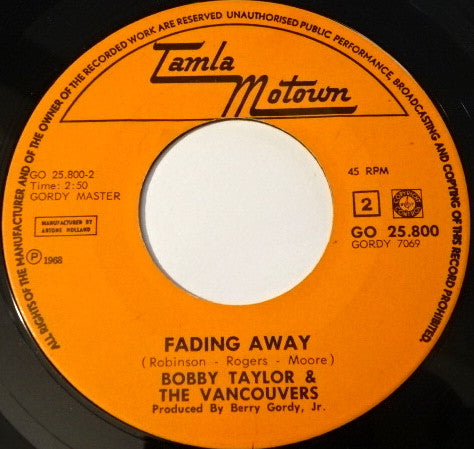 ALL RIGHTS OF THE MANUFACTURER AND OF THE OWNER OF THE RECORDED WORK ARE RESERVED UNAUTHORISED PUBLIC PERFORMANCE, BROADCASTING AND COPYING OF THIS RECORD PROHIBITED.
Tamla
Motown
GO 25.800-2
Time: 2:50
GORDY MASTER
MANUFACTURED BY
ARTONE HOLLAND
Ⓟ 1968
45 RPM
2
GO 25.800
GORDY 7069
FADING AWAY
(Robinson - Rogers - Moore)
BOBBY TAYLOR &
THE VANCOUVERS
Produced By Berry Gordy, Jr.